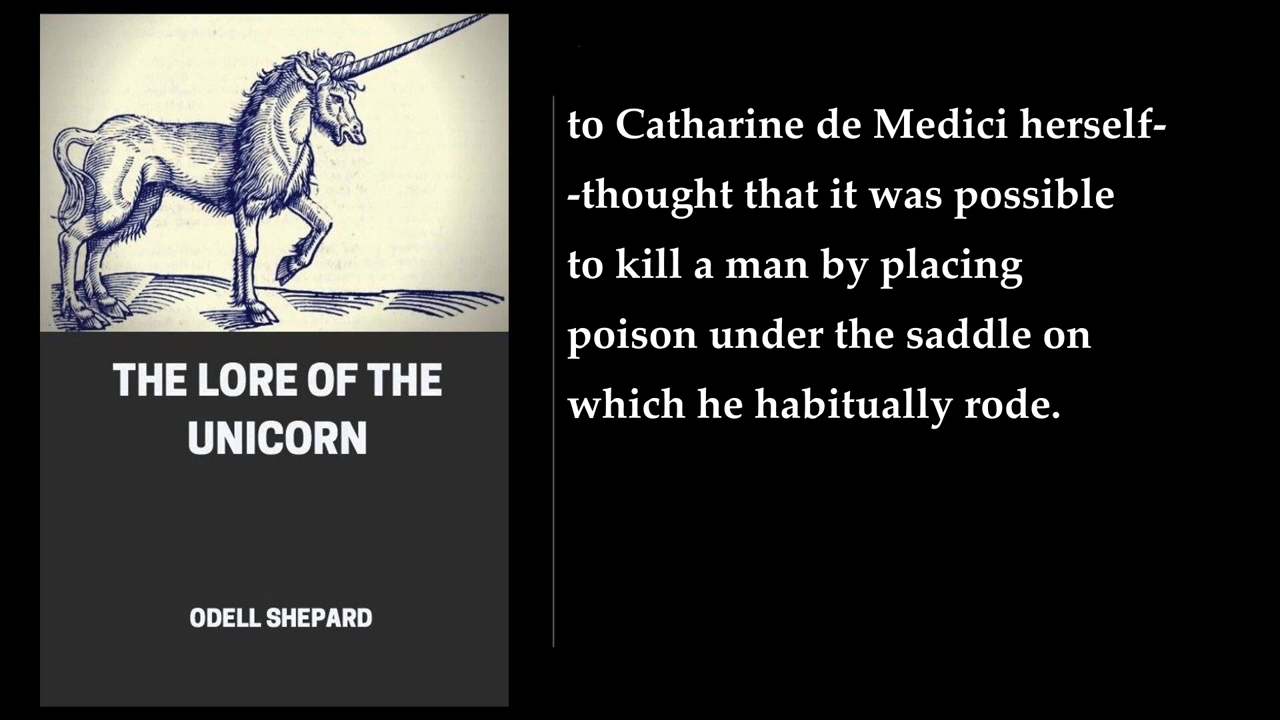 THE LORE OF THE
UNICORN
ODELL SHEPARD
to Catharine de Medici herself-
-thought that it was possible
to kill a man by placing
poison under the saddle on
which he habitually rode.